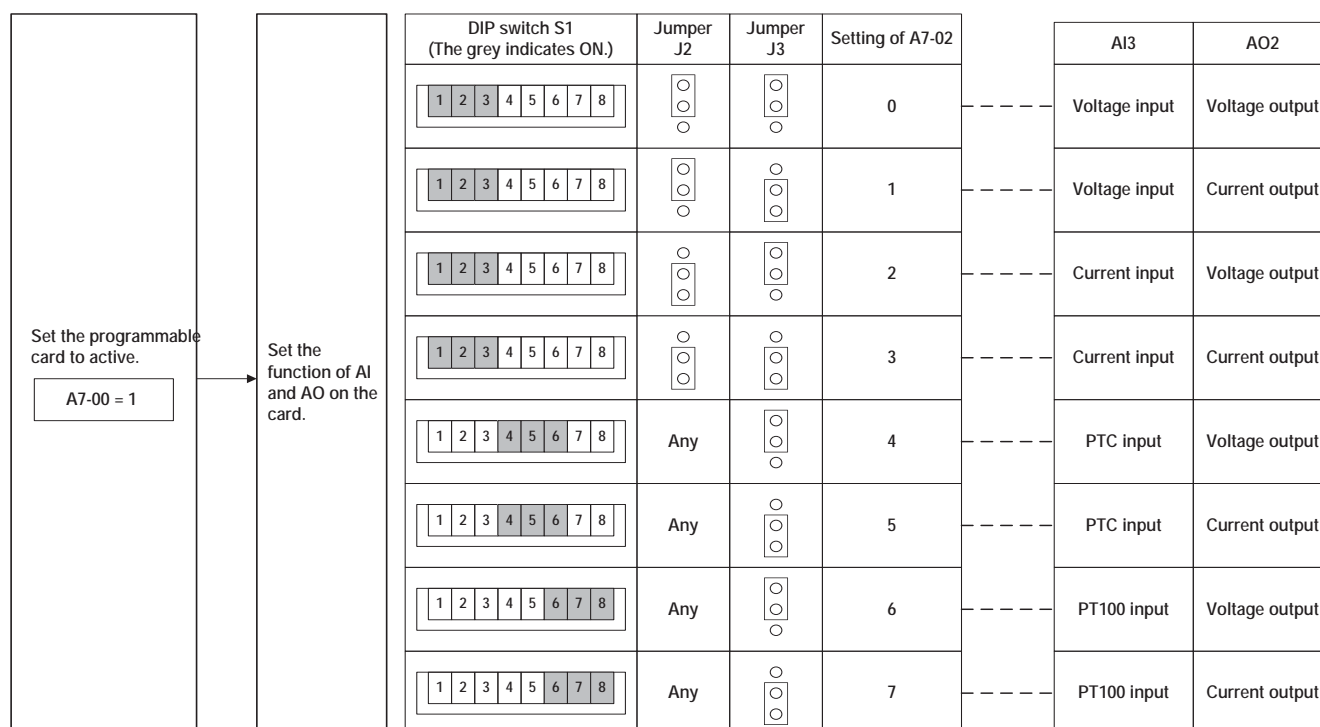 Set the programmable
card to active.
A7-00 = 1
Set the
function of AI
and AO on the
card.
DIP switch S1
(The grey indicates ON.)
Jumper
J2
Jumper
J3
Setting of A7-02
AI3
AO2
1 2 3 4 5 6 7 8
0
Voltage input
Voltage output
1 2 3 4 5 6 7 8
1
Voltage input
Current output
1 2 3 4 5 6 7 8
2
Current input
Voltage output
1 2 3 4 5 6 7 8
3
Current input
Current output
1 2 3 4 5 6 7 8
Any
4
PTC input
Voltage output
1 2 3 4 5 6 7 8
Any
5
PTC input
Current output
1 2 3 4 5 6 7 8
Any
6
PT100 input
Voltage output
1 2 3 4 5 6 7 8
Any
7
PT100 input
Current output